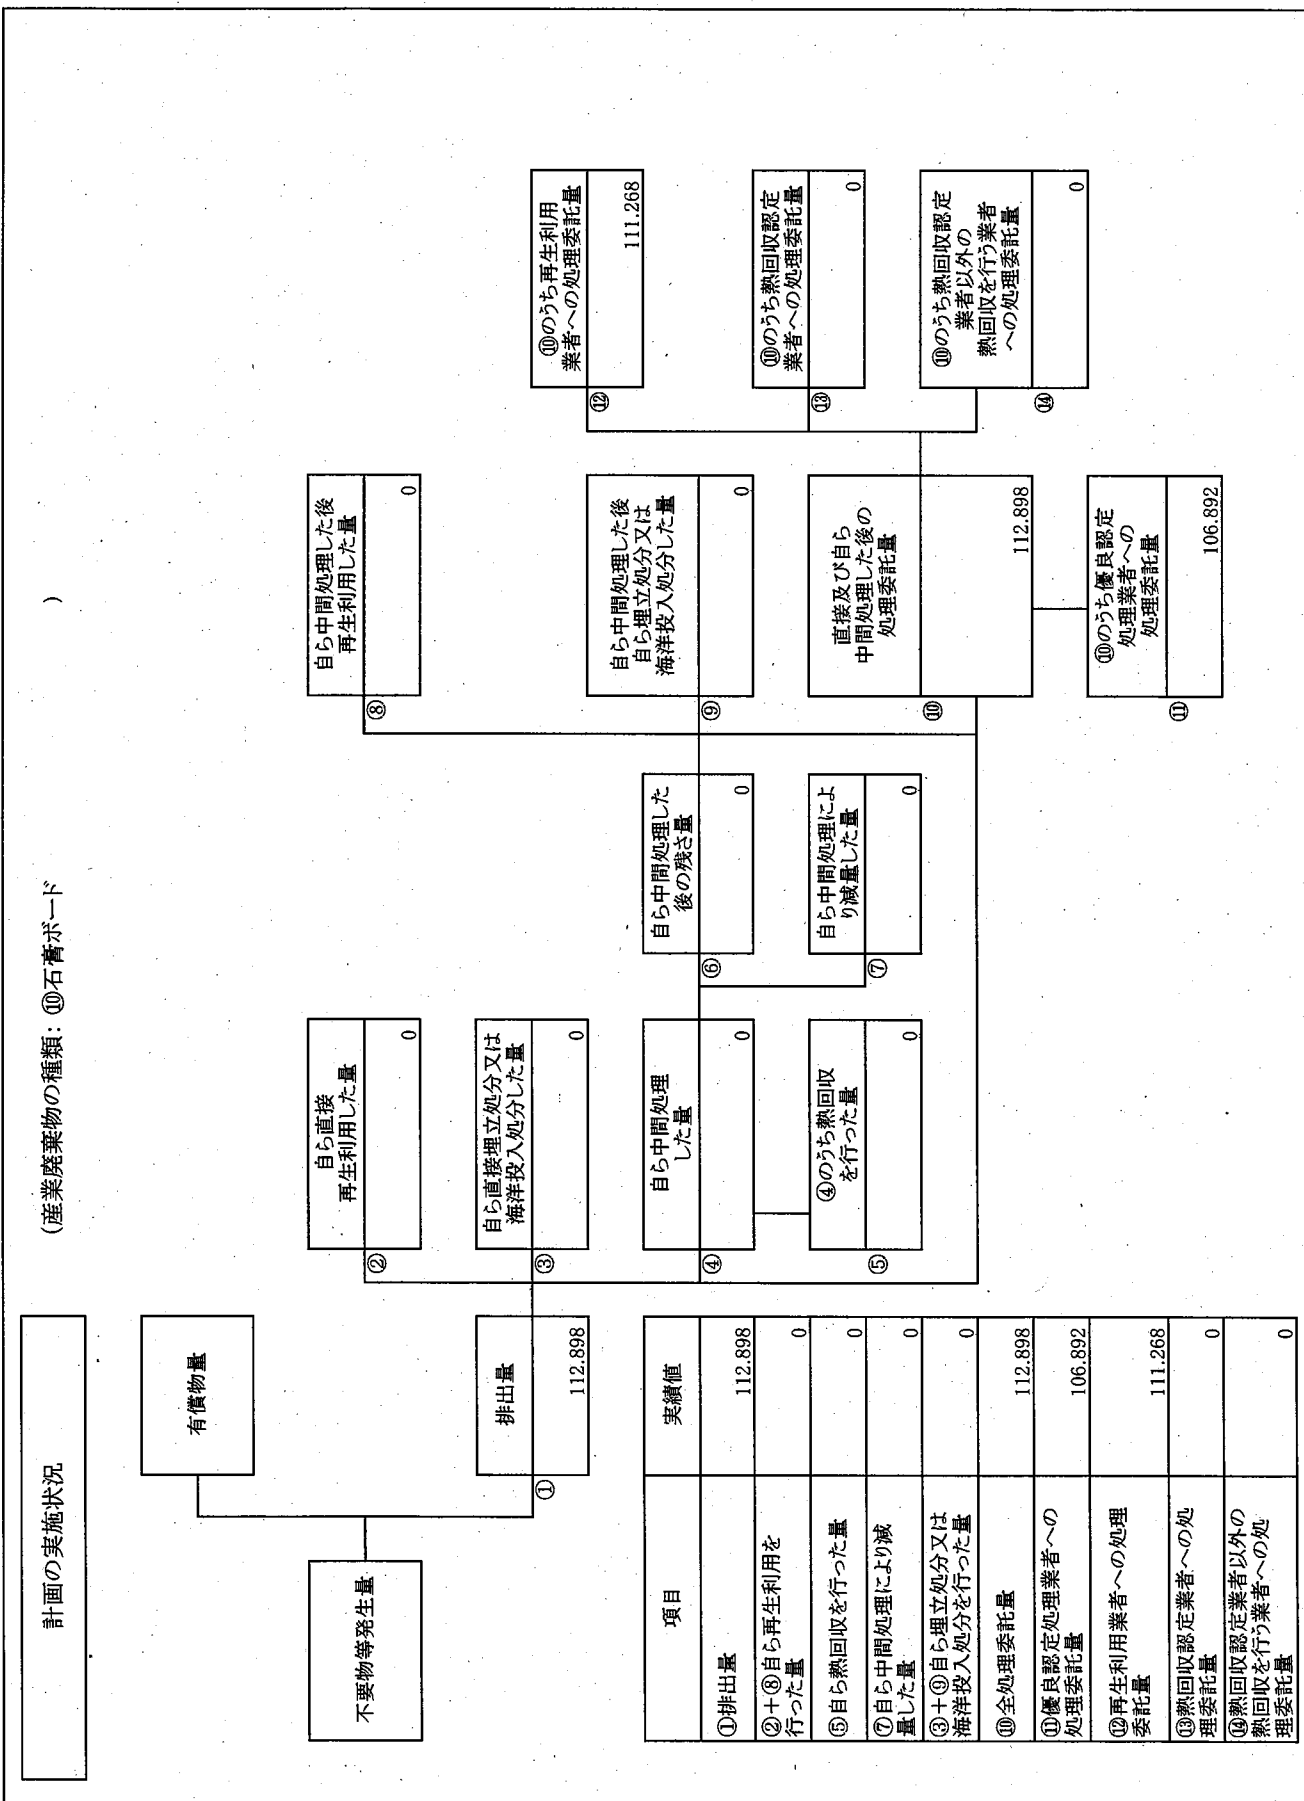 計画の実施状況
(産業廃棄物の種類: ⑩石膏ボード
)
不要物等発生量
有償物量
①
排出量
112.898
②
自ら直接
再生利用した量
0
③
自ら直接埋立処分又は
海洋投入処分した量
0
④
自ら中間処理
した量
0
⑤
④のうち熱回収
を行った量
0
⑥
自ら中間処理した
後の残さ量
0
⑦
自ら中間処理によ
り減量した量
0
⑧
自ら中間処理した後
再生利用した量
0
⑨
自ら中間処理した後
自ら埋立処分又は
海洋投入処分した量
0
⑩
直接及び自ら
中間処理した後の
処理委託量
112.898
⑪
⑩のうち優良認定
処理業者への
処理委託量
106.892
⑫
⑩のうち再生利用
業者への処理委託量
111.268
⑬
⑩のうち熱回収認定
業者への処理委託量
0
⑭
⑩のうち熱回収認定
業者以外の
熱回収を行う業者
への処理委託量
0
項目 実績値
①排出量 112.898
②+⑧自ら再生利用を
行った量 0
⑤自ら熱回収を行った量 0
⑦自ら中間処理により減
量した量 0
③+⑨自ら埋立処分又は
海洋投入処分を行った量 0
⑩全処理委託量 112.898
⑪優良認定処理業者への
処理委託量 106.892
⑫再生利用業者への処理
委託量 111.268
⑬熱回収認定業者への処
理委託量 0
⑭熱回収認定業者以外の
熱回収を行う業者への処
理委託量 0